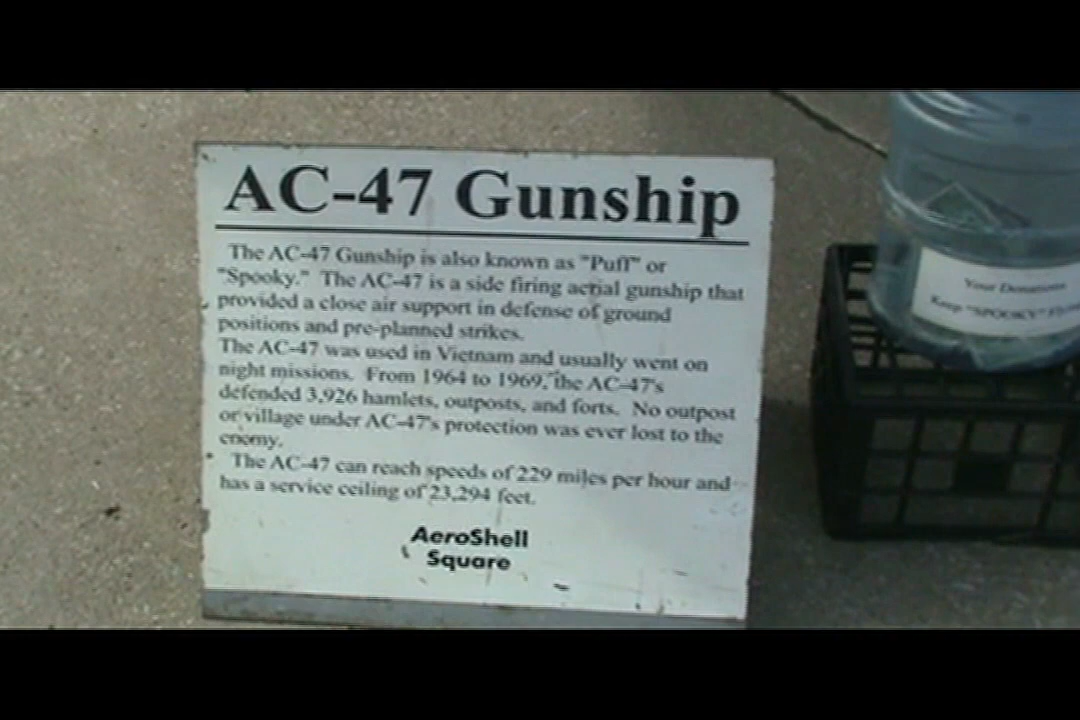 AC-47 Gunship
The AC-47 Gunship is also known as "Puff" or
"Spooky." The AC-47 is a side firing aerial gunship that
provided a close air support in defense of ground
positions and pre-planned strikes.
The AC-47 was used in Vietnam and usually went on
night missions. From 1964 to 1969, the AC-47's
defended 3,926 hamlets, outposts, and forts. No outpost
or village under AC-47's protection was ever lost to the
enemy.
The AC-47 can reach speeds of 229 miles per hour and
has a service ceiling of 23,294 feet.
AeroShell
Square
Your Donations
Keep "SPOOKY"